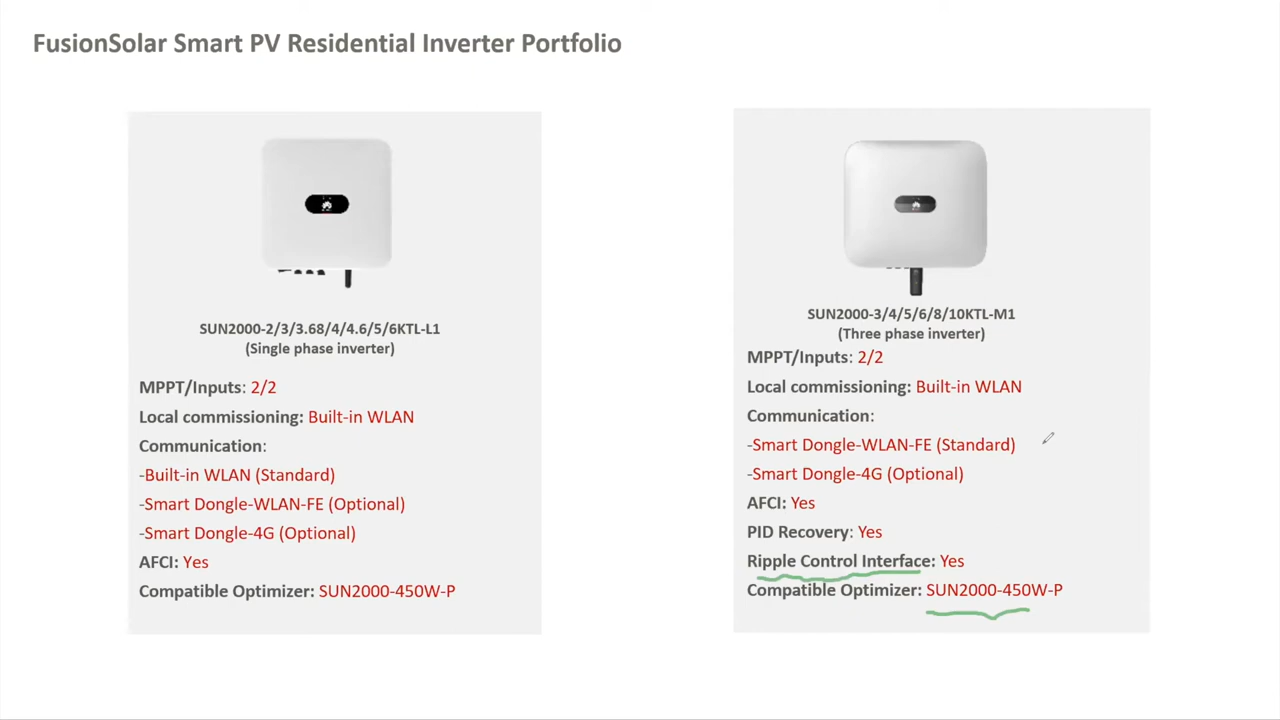 FusionSolar Smart PV Residential Inverter Portfolio
SUN2000-2/3/3.68/4/4.6/5/6KTL-L1
(Single phase inverter)
MPPT/Inputs: 2/2
Local commissioning: Built-in WLAN
Communication:
-Built-in WLAN (Standard)
-Smart Dongle-WLAN-FE (Optional)
-Smart Dongle-4G (Optional)
AFCI: Yes
Compatible Optimizer: SUN2000-450W-P
SUN2000-3/4/5/6/8/10KTL-M1
(Three phase inverter)
MPPT/Inputs: 2/2
Local commissioning: Built-in WLAN
Communication:
-Smart Dongle-WLAN-FE (Standard)
-Smart Dongle-4G (Optional)
AFCI: Yes
PID Recovery: Yes
Ripple Control Interface: Yes
Compatible Optimizer: SUN2000-450W-P